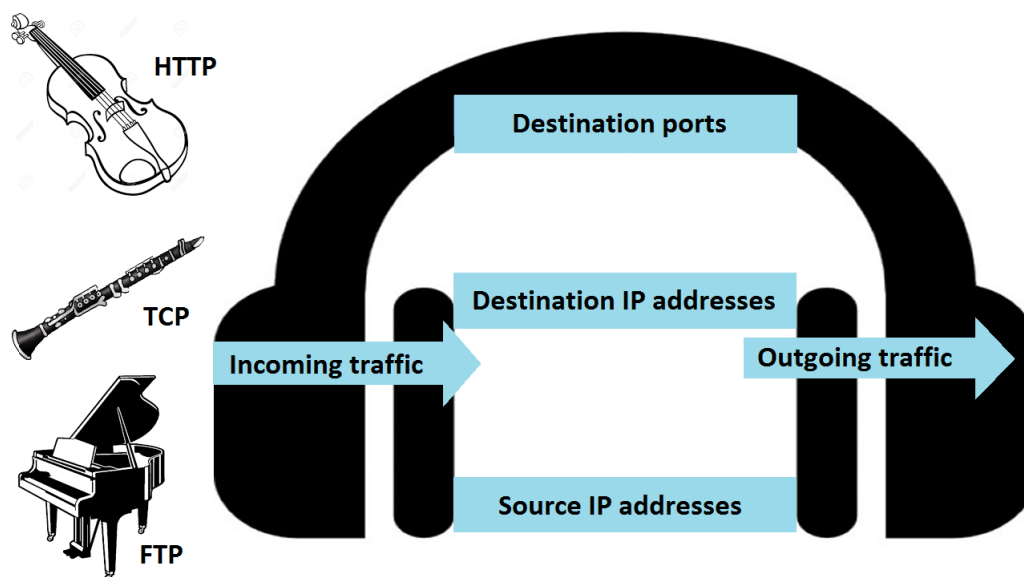 HTTP
Destination ports
Destination IP addresses
TCP
Incoming traffic
Outgoing traffic
Source IP addresses
FTP